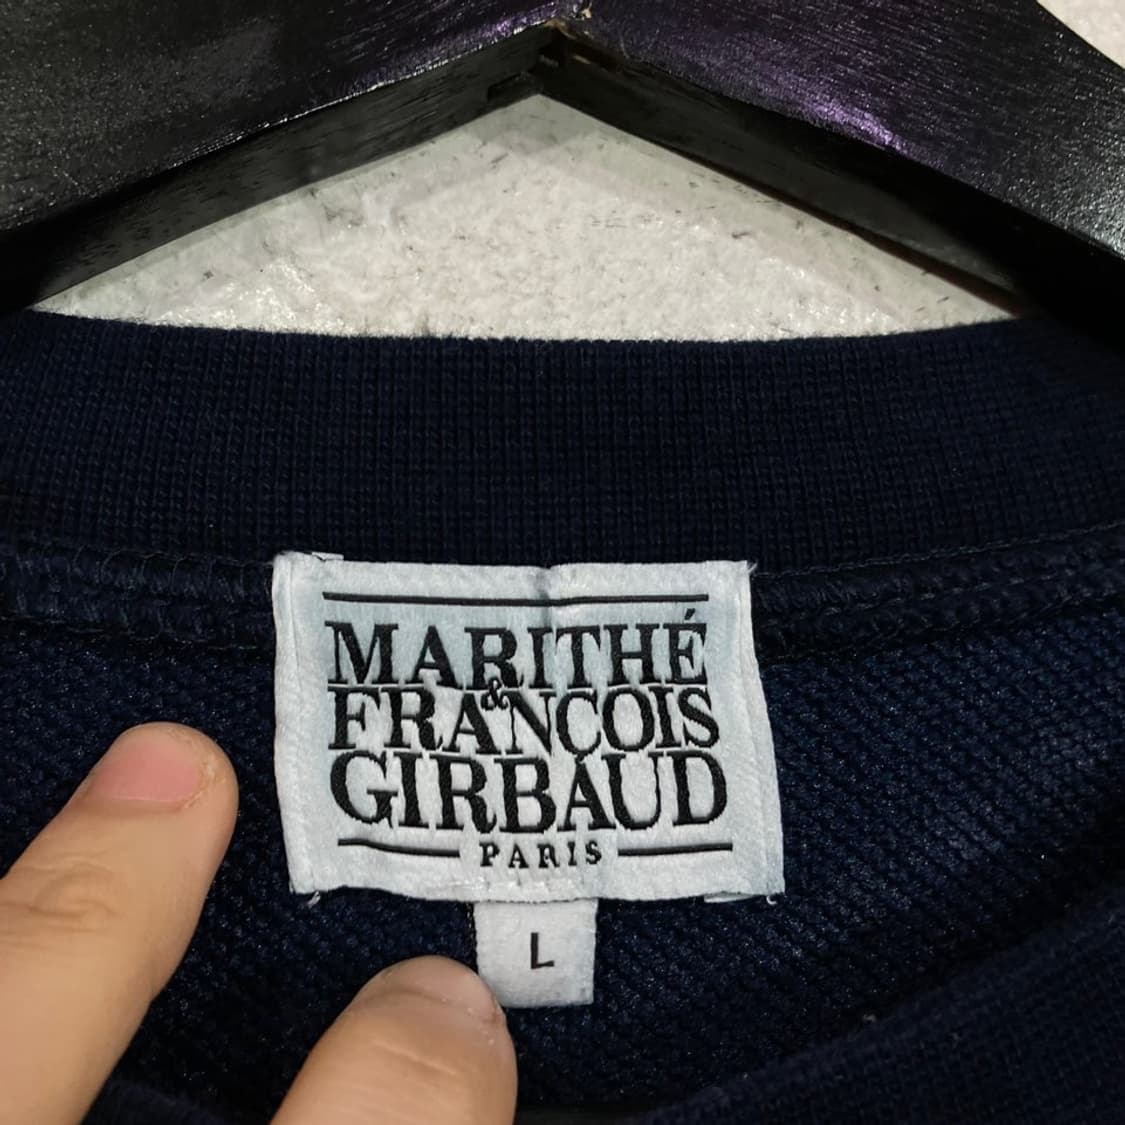 MARITHÉ
&
FRANÇOIS
GIRBAUD
PARIS
L